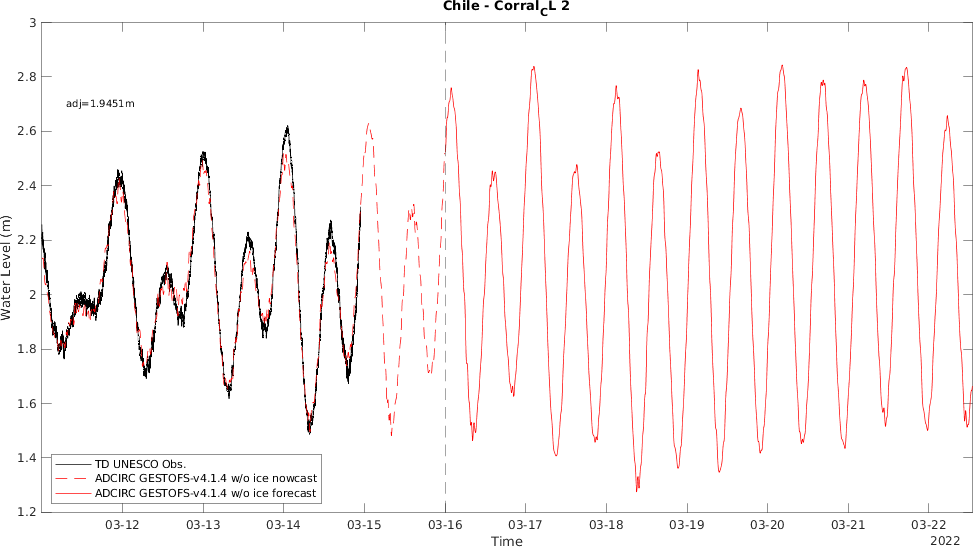 Chile - Corral_CL 2
3
2.8
adj=1.9451m
2.6
2.4
2.2
2
1.8
1.6
1.4
1.2
Water Level (m)
TD UNESCO Obs.
ADCIRC GESTOFS-v4.1.4 w/o ice nowcast
ADCIRC GESTOFS-v4.1.4 w/o ice forecast
03-12 03-13 03-14 03-15 03-16 03-17 03-18 03-19 03-20 03-21 03-22
Time
2022